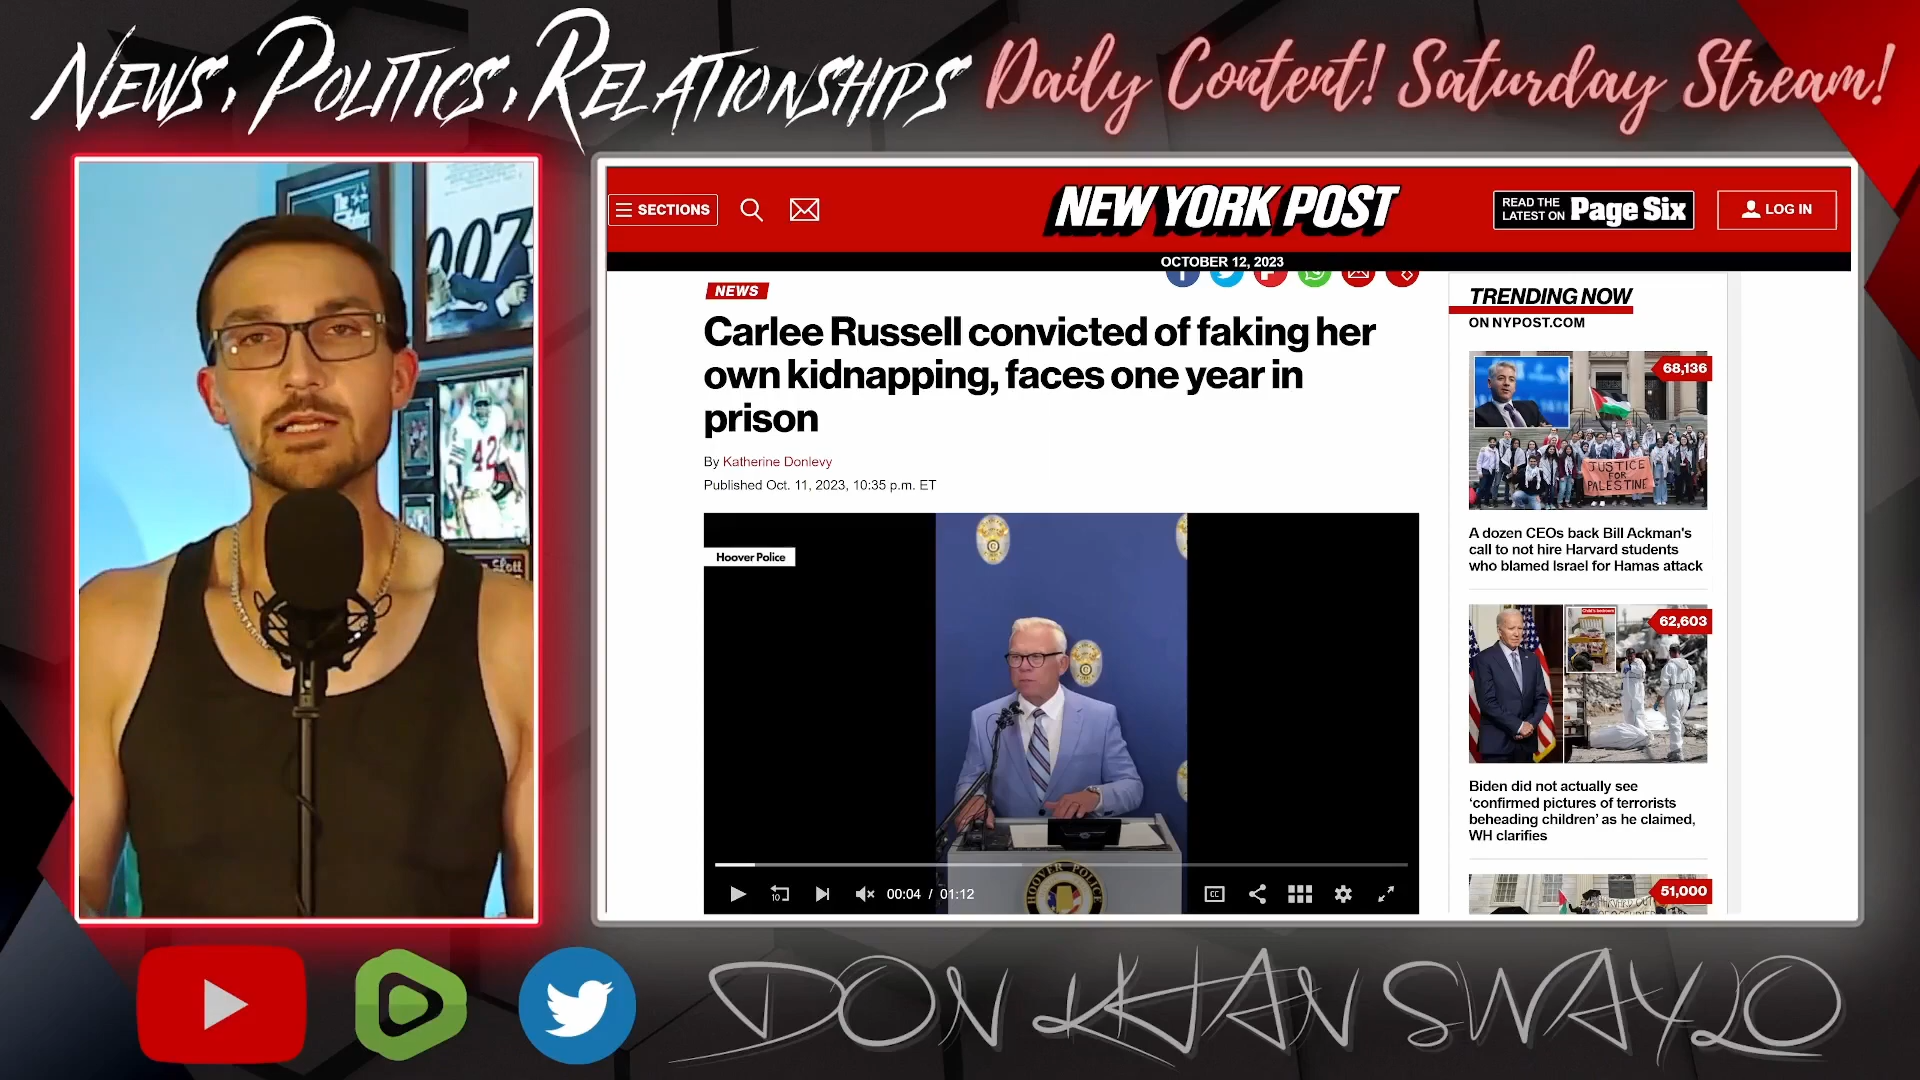 NEWS, POLITICS, RELATIONSHIPS Daily Content! Saturday Stream!
007
42
SECTIONS
NEW YORK POST
READ THE
LATEST ON
Page Six
LOG IN
OCTOBER 12, 2023
NEWS
Carlee Russell convicted of faking her
own kidnapping, faces one year in
prison
By Katherine Donlevy
Published Oct. 11, 2023, 10:35 p.m. ET
Hoover Police
10
00:04 / 01:12
CC
HOOVER POLICE
TRENDING NOW
ON NYPOST.COM
68,136
JUSTICE
FOR
PALESTINE
A dozen CEOs back Bill Ackman's
call to not hire Harvard students
who blamed Israel for Hamas attack
62,603
Biden did not actually see
‘confirmed pictures of terrorists
beheading children’ as he claimed,
WH clarifies
51,000
DON KHAN SWAYLO